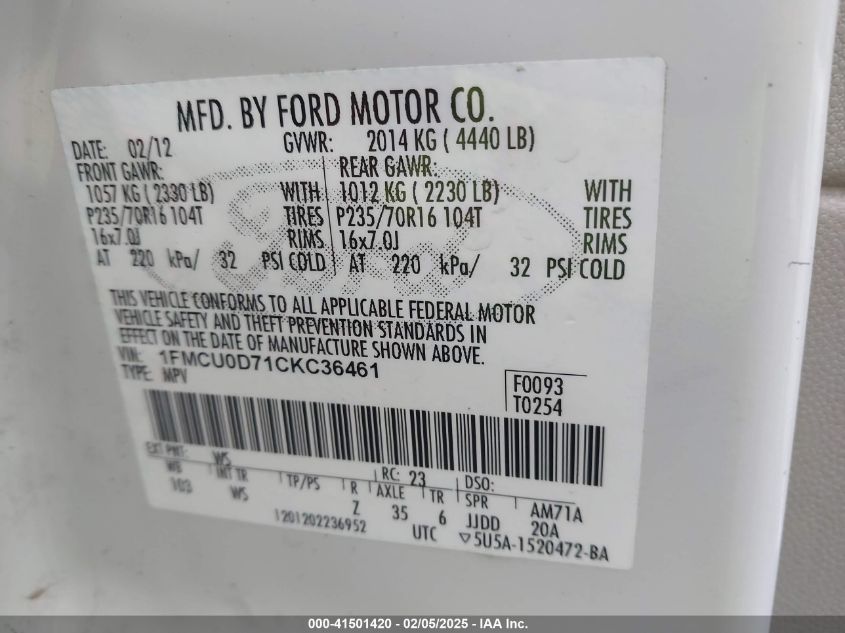 MFD. BY FORD MOTOR CO.
DATE: 02/12 GVWR: 2014 KG ( 4440 LB)
FRONT GAWR: REAR GAWR:
1057 KG ( 2330 LB) WITH 1012 KG ( 2230 LB) WITH
P235/70R16 104T TIRES P235/70R16 104T TIRES
16x7.0J RIMS 16x7.0J RIMS
AT 220 kPa/ 32 PSI COLD AT 220 kPa/ 32 PSI COLD
THIS VEHICLE CONFORMS TO ALL APPLICABLE FEDERAL MOTOR
VEHICLE SAFETY AND THEFT PREVENTION STANDARDS IN
EFFECT ON THE DATE OF MANUFACTURE SHOWN ABOVE.
VIN: 1FMCU0D71CKC36461
TYPE: MPV
F0093
T0254
EXT PNT: WS RC: 23 DSO:
WB INT TR TP/PS R AXLE TR SPR AM71A
103 WS Z 35 6 JJDD 20A
1201202236952 UTC ▽5U5A-1520472-BA
000-41501420 - 02/05/2025 - IAA Inc.